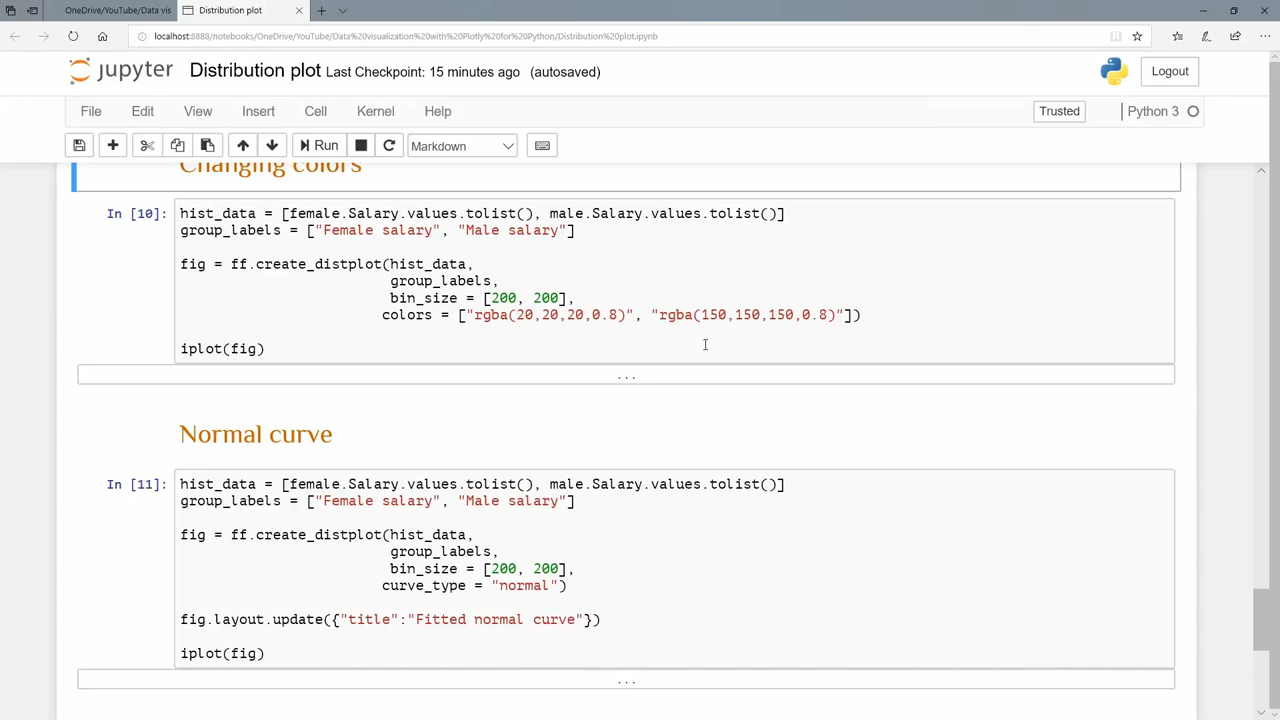 OneDrive/YouTube/Data vis
Distribution plot
localhost:8888/notebooks/OneDrive/YouTube/Data%20visualization%20with%20Plotly%20for%20Python/Distribution%20plot.ipynb
jupyter Distribution plot Last Checkpoint: 15 minutes ago (autosaved)
Logout
File Edit View Insert Cell Kernel Help
Trusted
Python 3
Run
Markdown
Changing colors
In [10]: hist_data = [female.Salary.values.tolist(), male.Salary.values.tolist()]
group_labels = ["Female salary", "Male salary"]
fig = ff.create_distplot(hist_data,
group_labels,
bin_size = [200, 200],
colors = ["rgba(20,20,20,0.8)", "rgba(150,150,150,0.8)"])
iplot(fig)
...
Normal curve
In [11]: hist_data = [female.Salary.values.tolist(), male.Salary.values.tolist()]
group_labels = ["Female salary", "Male salary"]
fig = ff.create_distplot(hist_data,
group_labels,
bin_size = [200, 200],
curve_type = "normal")
fig.layout.update({"title":"Fitted normal curve"})
iplot(fig)
...